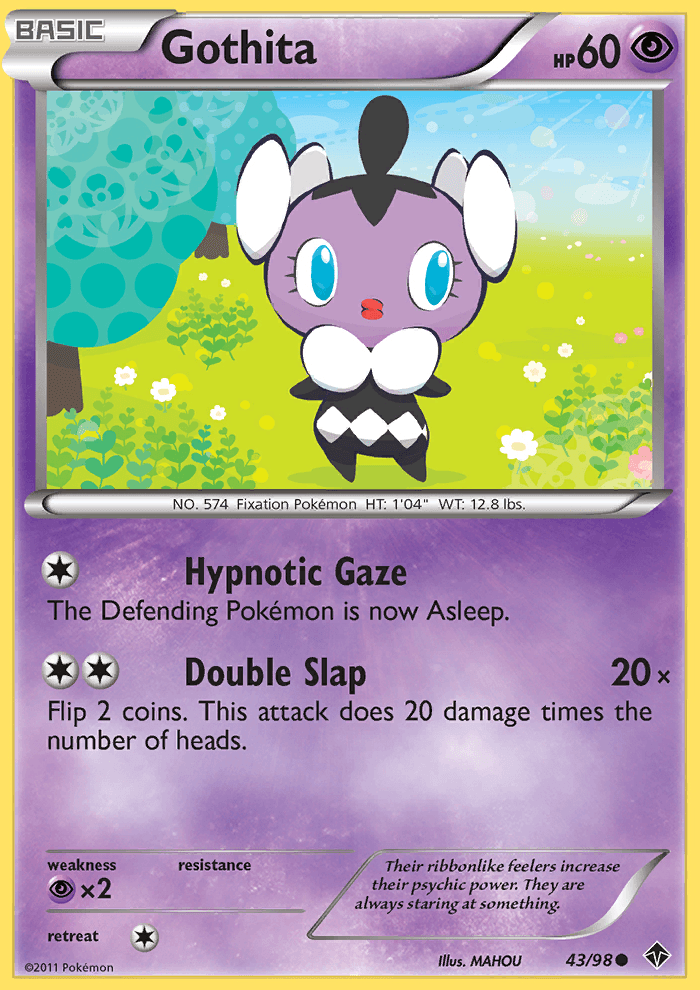 BASIC
Gothita
HP60
NO. 574 Fixation Pokémon HT: 1'04" WT: 12.8 lbs.
Hypnotic Gaze
The Defending Pokémon is now Asleep.
Double Slap 20×
Flip 2 coins. This attack does 20 damage times the
number of heads.
weakness resistance
×2
Their ribbonlike feelers increase
their psychic power. They are
always staring at something.
retreat
Illus. MAHOU 43/98
©2011 Pokémon